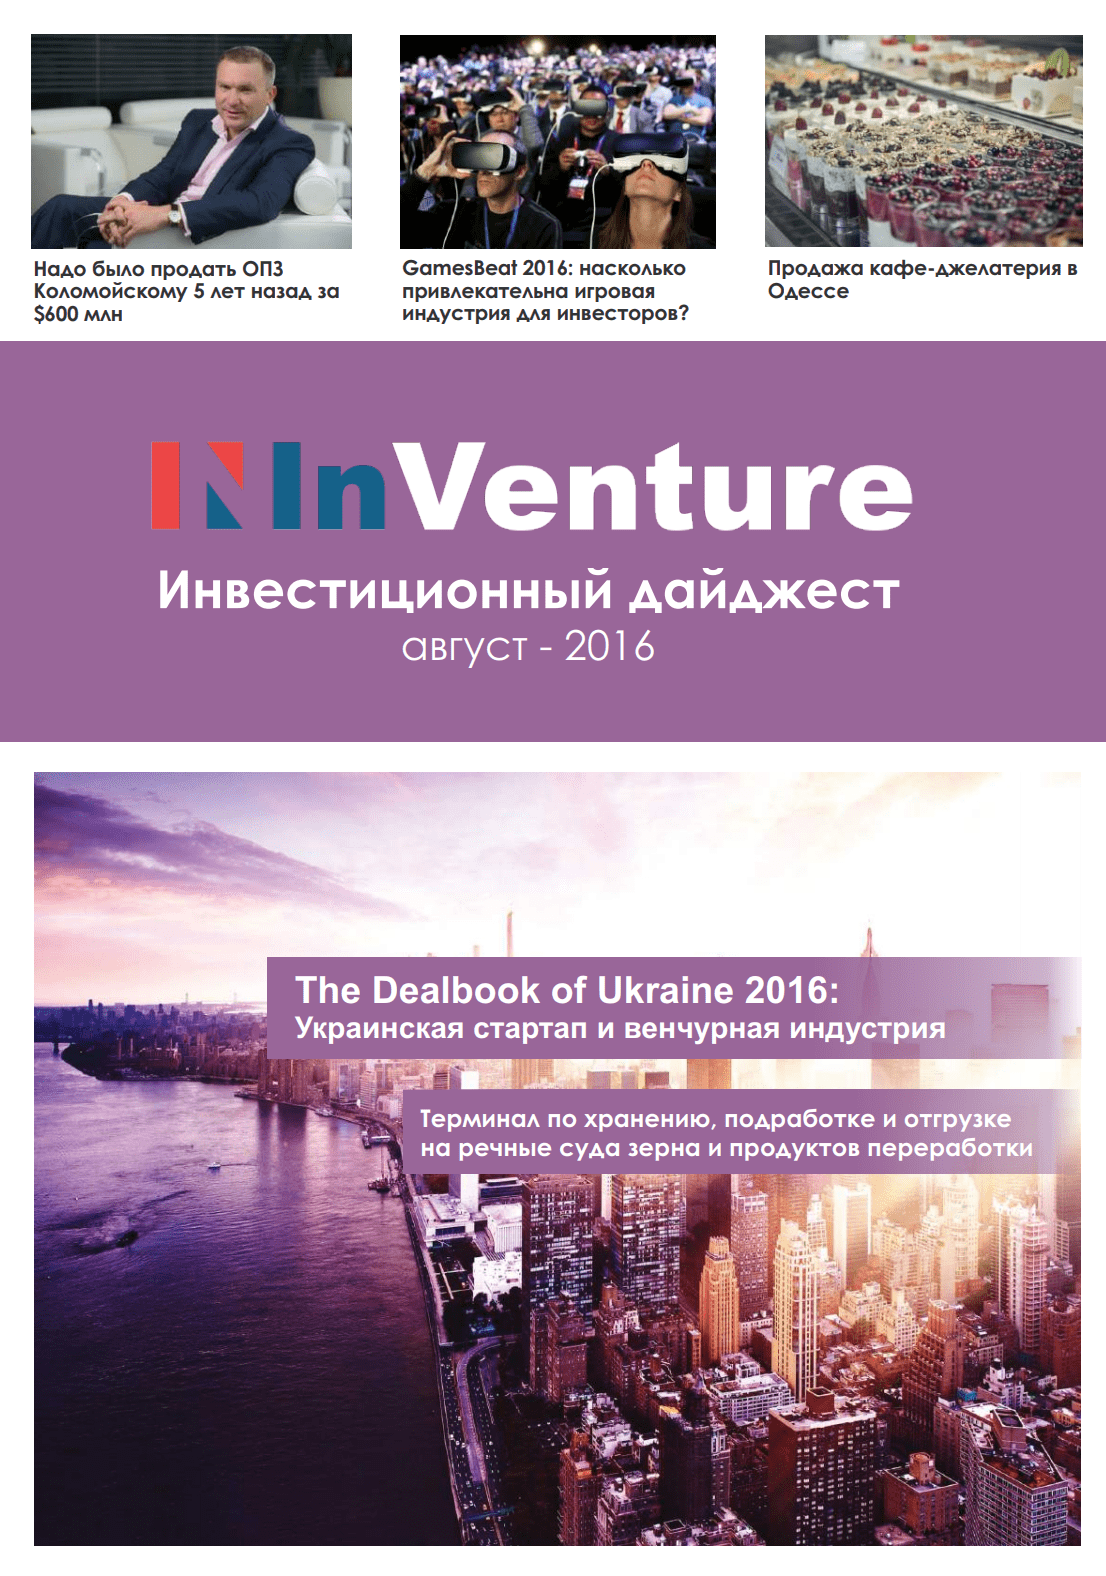 Надо было продать ОПЗ
Коломойскому 5 лет назад за
$600 млн
GamesBeat 2016: насколько
привлекательна игровая
индустрия для инвесторов?
Продажа кафе-джелатерия в
Одессе
InVenture
Инвестиционный дайджест
август - 2016
The Dealbook of Ukraine 2016:
Украинская стартап и венчурная индустрия
Терминал по хранению, подработке и отгрузке
на речные суда зерна и продуктов переработки